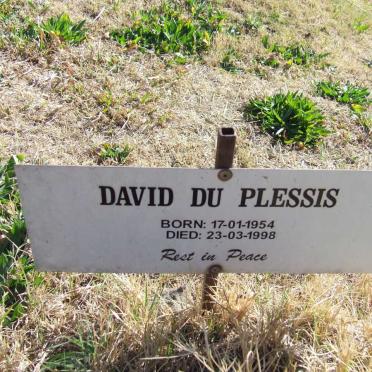 DAVID DU PLESSIS
BORN: 17-01-1954
DIED: 23-03-1998
Rest in Peace